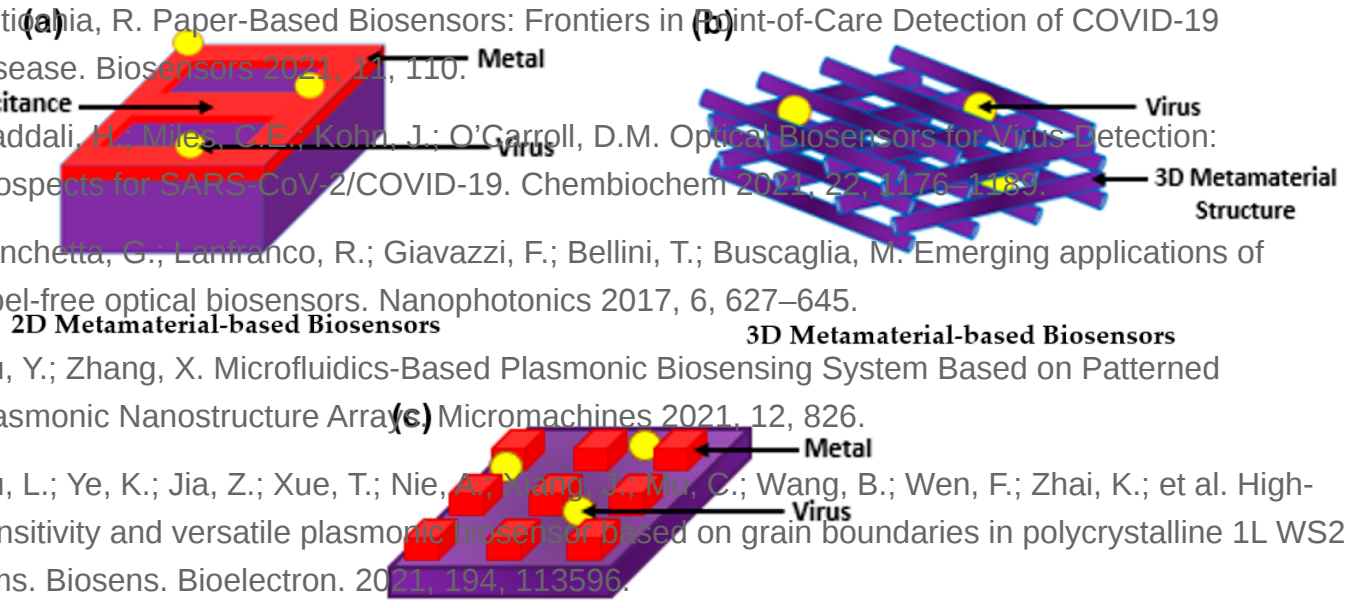 (a)
(b)
tiochia, R. Paper-Based Biosensors: Frontiers in Point-of-Care Detection of COVID-19
Metal
sease. Biosensors 2021, 11, 110.
citance
Virus
addali, H.; Miles, C.E.; Kohn, J.; O’Carroll, D.M. Optical Biosensors for Virus Detection:
Virus
ospects for SARS-CoV-2/COVID-19. Chembiochem 2021, 22, 1176–1189.
3D Metamaterial
Structure
nchetta, G.; Lanfranco, R.; Giavazzi, F.; Bellini, T.; Buscaglia, M. Emerging applications of
bel-free optical biosensors. Nanophotonics 2017, 6, 627–645.
2D Metamaterial-based Biosensors
3D Metamaterial-based Biosensors
u, Y.; Zhang, X. Microfluidics-Based Plasmonic Biosensing System Based on Patterned
asmonic Nanostructure Arrays. Micromachines 2021, 12, 826.
(c)
Metal
u, L.; Ye, K.; Jia, Z.; Xue, T.; Nie, A.; Xiang, J.; Mu, C.; Wang, B.; Wen, F.; Zhai, K.; et al. High-
Virus
nsitivity and versatile plasmonic biosensor based on grain boundaries in polycrystalline 1L WS2
ms. Biosens. Bioelectron. 2021, 194, 113596.